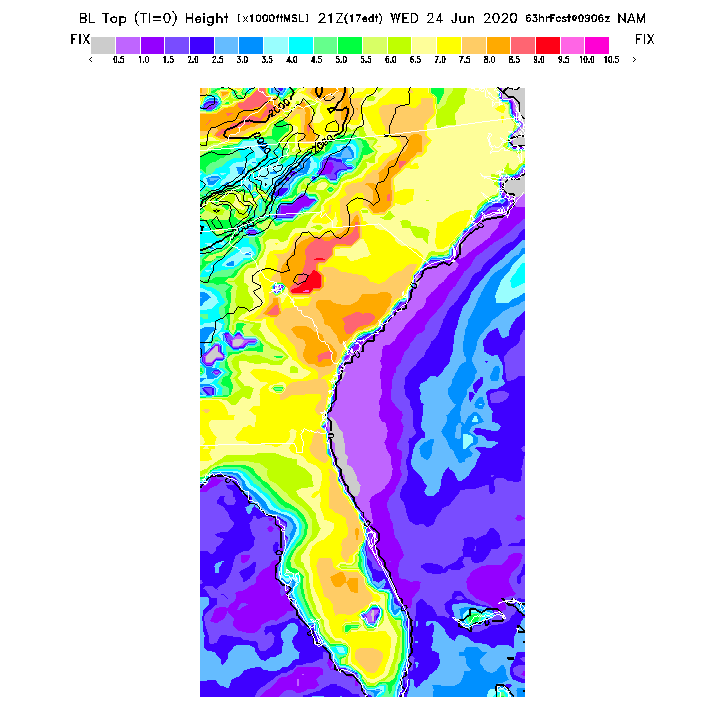 BL Top (TI=0) Height [x1000ftMSL] 21Z(17edt) WED 24 Jun 2020 63hrFcst@0906z NAM
FIX FIX
< 0.5 1.0 1.5 2.0 2.5 3.0 3.5 4.0 4.5 5.0 5.5 6.0 6.5 7.0 7.5 8.0 8.5 9.0 9.5 10.0 10.5 >
2000
2000